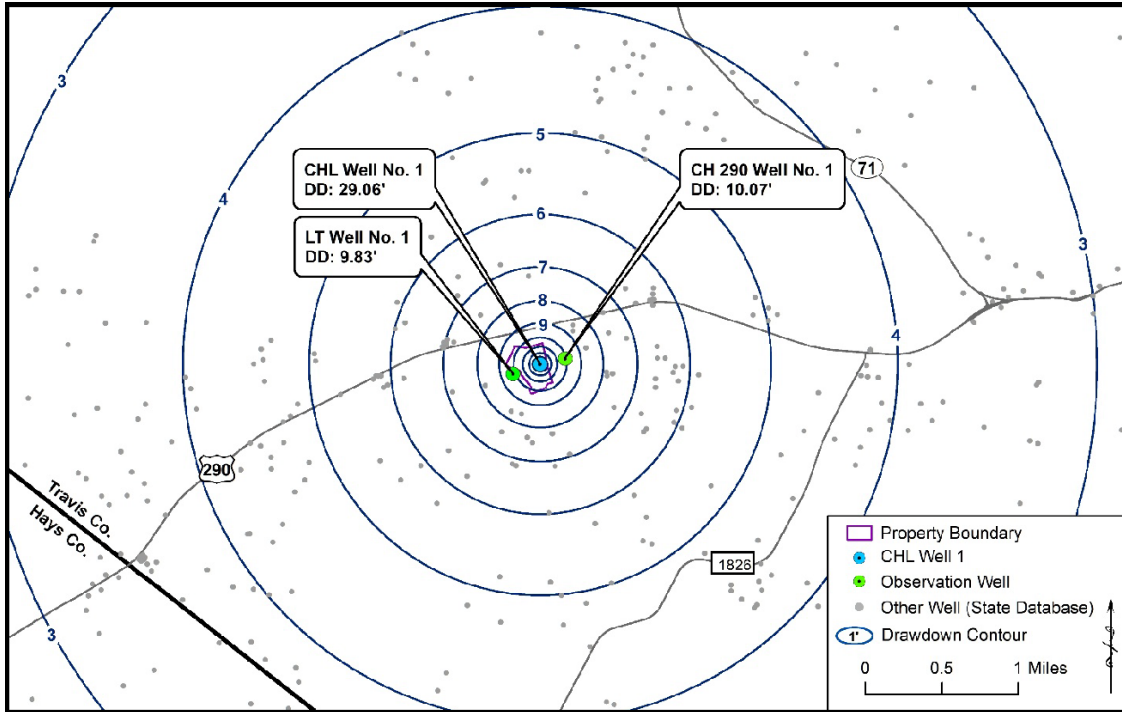 3
5
CHL Well No. 1
DD: 29.06'
CH 290 Well No. 1
DD: 10.07'
71
4
6
LT Well No. 1
DD: 9.83'
3
7
8
9
4
290
Travis Co.
Hays Co.
1826
3
Property Boundary
CHL Well 1
Observation Well
Other Well (State Database)
1' Drawdown Contour
0 0.5 1 Miles